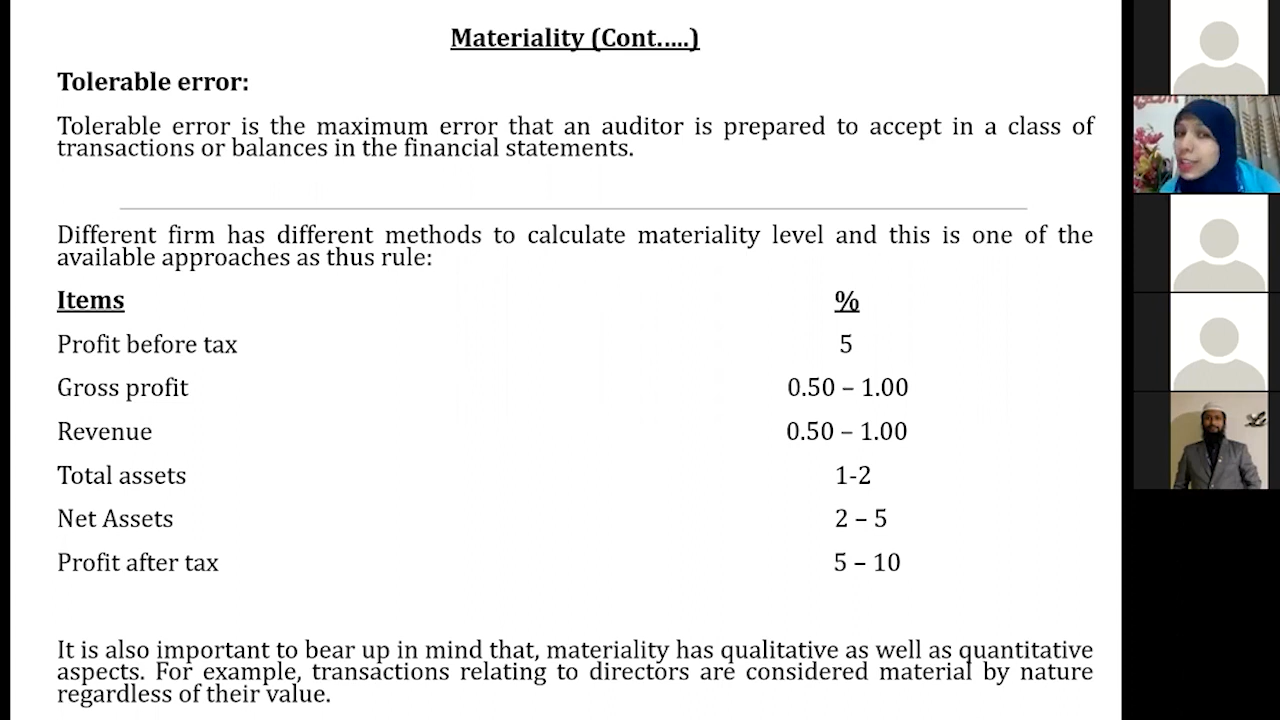 Materiality (Cont.....)
Tolerable error:
Tolerable error is the maximum error that an auditor is prepared to accept in a class of
transactions or balances in the financial statements.
Different firm has different methods to calculate materiality level and this is one of the
available approaches as thus rule:
Items %
Profit before tax 5
Gross profit 0.50 – 1.00
Revenue 0.50 – 1.00
Total assets 1-2
Net Assets 2 – 5
Profit after tax 5 – 10
It is also important to bear up in mind that, materiality has qualitative as well as quantitative
aspects. For example, transactions relating to directors are considered material by nature
regardless of their value.